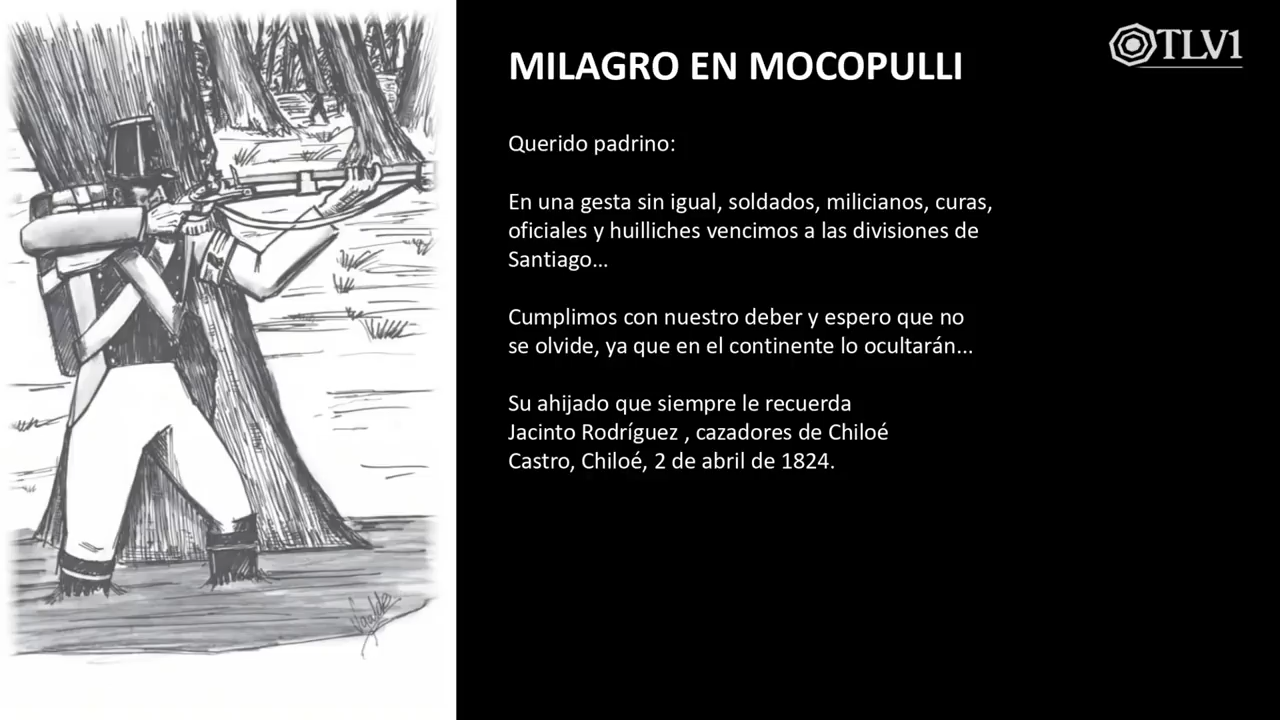 MILAGRO EN MOCOPULLI
TLV1
Querido padrino:
En una gesta sin igual, soldados, milicianos, curas,
oficiales y huilliches vencimos a las divisiones de
Santiago...
Cumplimos con nuestro deber y espero que no
se olvide, ya que en el continente lo ocultarán...
Su ahijado que siempre le recuerda
Jacinto Rodríguez , cazadores de Chiloé
Castro, Chiloé, 2 de abril de 1824.